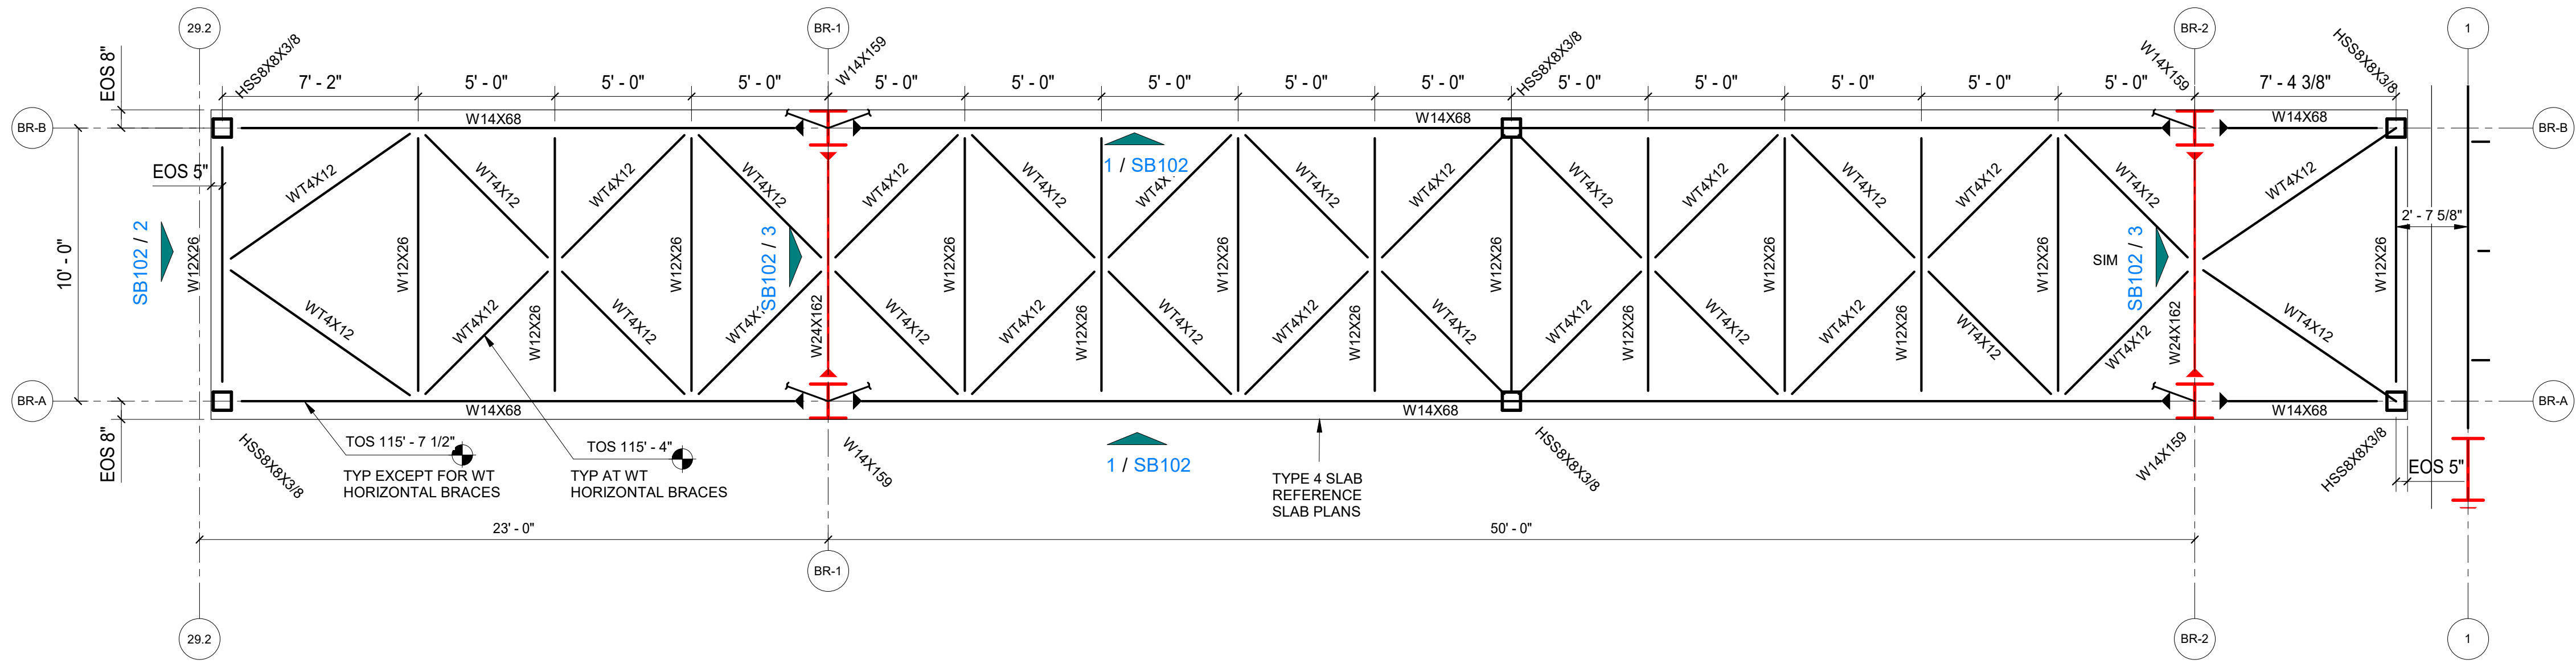 29.2
BR-1
BR-2
1
EOS 8"
HSS8X8X3/8
W14X159
HSS8X8X3/8
W14X159
HSS8X8X3/8
7' - 2"
5' - 0"
5' - 0"
5' - 0"
5' - 0"
5' - 0"
5' - 0"
5' - 0"
5' - 0"
5' - 0"
5' - 0"
5' - 0"
5' - 0"
5' - 0"
7' - 4 3/8"
BR-B
W14X68
W14X68
W14X68
BR-B
EOS 5"
1 / SB102
WT4X12
WT4X12
WT4X12
WT4X12
WT4X12
WT4X12
WT4X
WT4X12
WT4X12
WT4X12
WT4X12
WT4X12
WT4X12
WT4X12
WT4X12
2' - 7 5/8"
10' - 0"
SB102 / 2
W12X26
W12X26
W12X26
SB102 / 3
W12X26
W12X26
W12X26
W12X26
W12X26
SIM
SB102 / 3
W12X26
W12X26
WT4X12
WT4X12
W12X26
WT4X12
WT4X
W24X162
WT4X12
WT4X12
W12X26
WT4X12
WT4X12
W12X26
WT4X12
WT4X12
W12X26
WT4X12
WT4X12
W12X26
WT4X12
WT4X12
W24X162
WT4X12
BR-A
W14X68
W14X68
W14X68
BR-A
EOS 8"
HSS8X8X3/8
TOS 115' - 7 1/2"
TYP EXCEPT FOR WT
HORIZONTAL BRACES
TOS 115' - 4"
TYP AT WT
HORIZONTAL BRACES
W14X159
1 / SB102
TYPE 4 SLAB
REFERENCE
SLAB PLANS
HSS8X8X3/8
W14X159
HSS8X8X3/8
EOS 5"
23' - 0"
50' - 0"
BR-1
29.2
BR-2
1